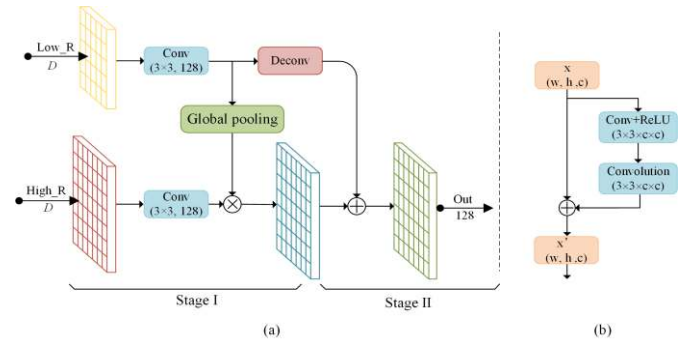 Low_R
D
Conv
(3×3, 128)
Deconv
Global pooling
High_R
D
Conv
(3×3, 128)
Out
128
Stage I
Stage II
(a)
x
(w, h ,c)
Conv+ReLU
(3×3×c×c)
Convolution
(3×3×c×c)
x'
(w, h, c)
(b)